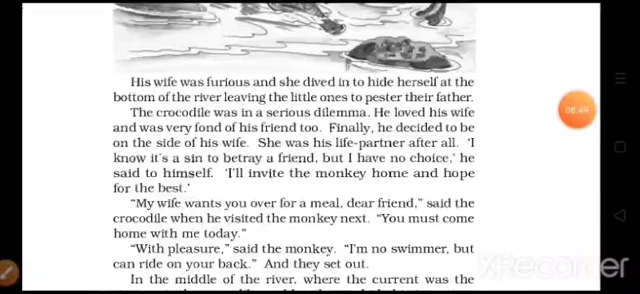 His wife was furious and she dived in to hide herself at the
bottom of the river leaving the little ones to pester their father.
The crocodile was in a serious dilemma. He loved his wife
and was very fond of his friend too. Finally, he decided to be
on the side of his wife. She was his life-partner after all. ‘I
know it's a sin to betray a friend, but I have no choice,’ he
said to himself. ‘I'll invite the monkey home and hope
for the best.’
“My wife wants you over for a meal, dear friend,” said the
crocodile when he visited the monkey next. “You must come
home with me today.”
“With pleasure,” said the monkey. “I'm no swimmer, but
can ride on your back.” And they set out.
In the middle of the river, where the current was the
08:49
XRecorder